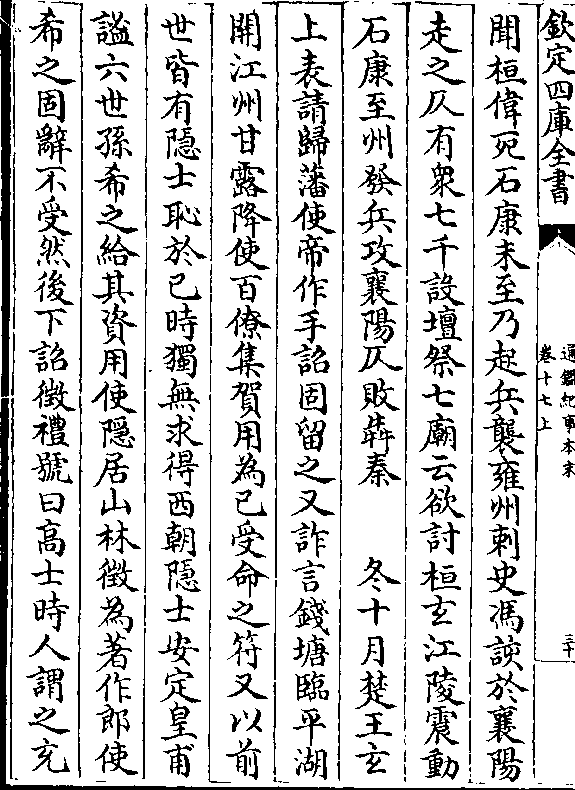 欽定四庫全書
通鑑紀事本末
卷十七上
三十
聞桓偉死石康未至乃起兵襲雍州刺史馮該於襄陽
走之仄有衆七千設壇祭七廟云欲討桓玄江陵震動
石康至州發兵攻襄陽仄敗犇秦　冬十月楚王玄
上表請歸藩使帝作手詔固留之又詐言錢塘臨平湖
開江州甘露降使百僚集賀用為已受命之符又以前
世皆有隱士恥於已時獨無求得西朝隱士安定皇甫
謐六世孫希之給其資用使隱居山林徵為著作郎使
希之固辭不受然後下詔徵禮號曰高士時人謂之充